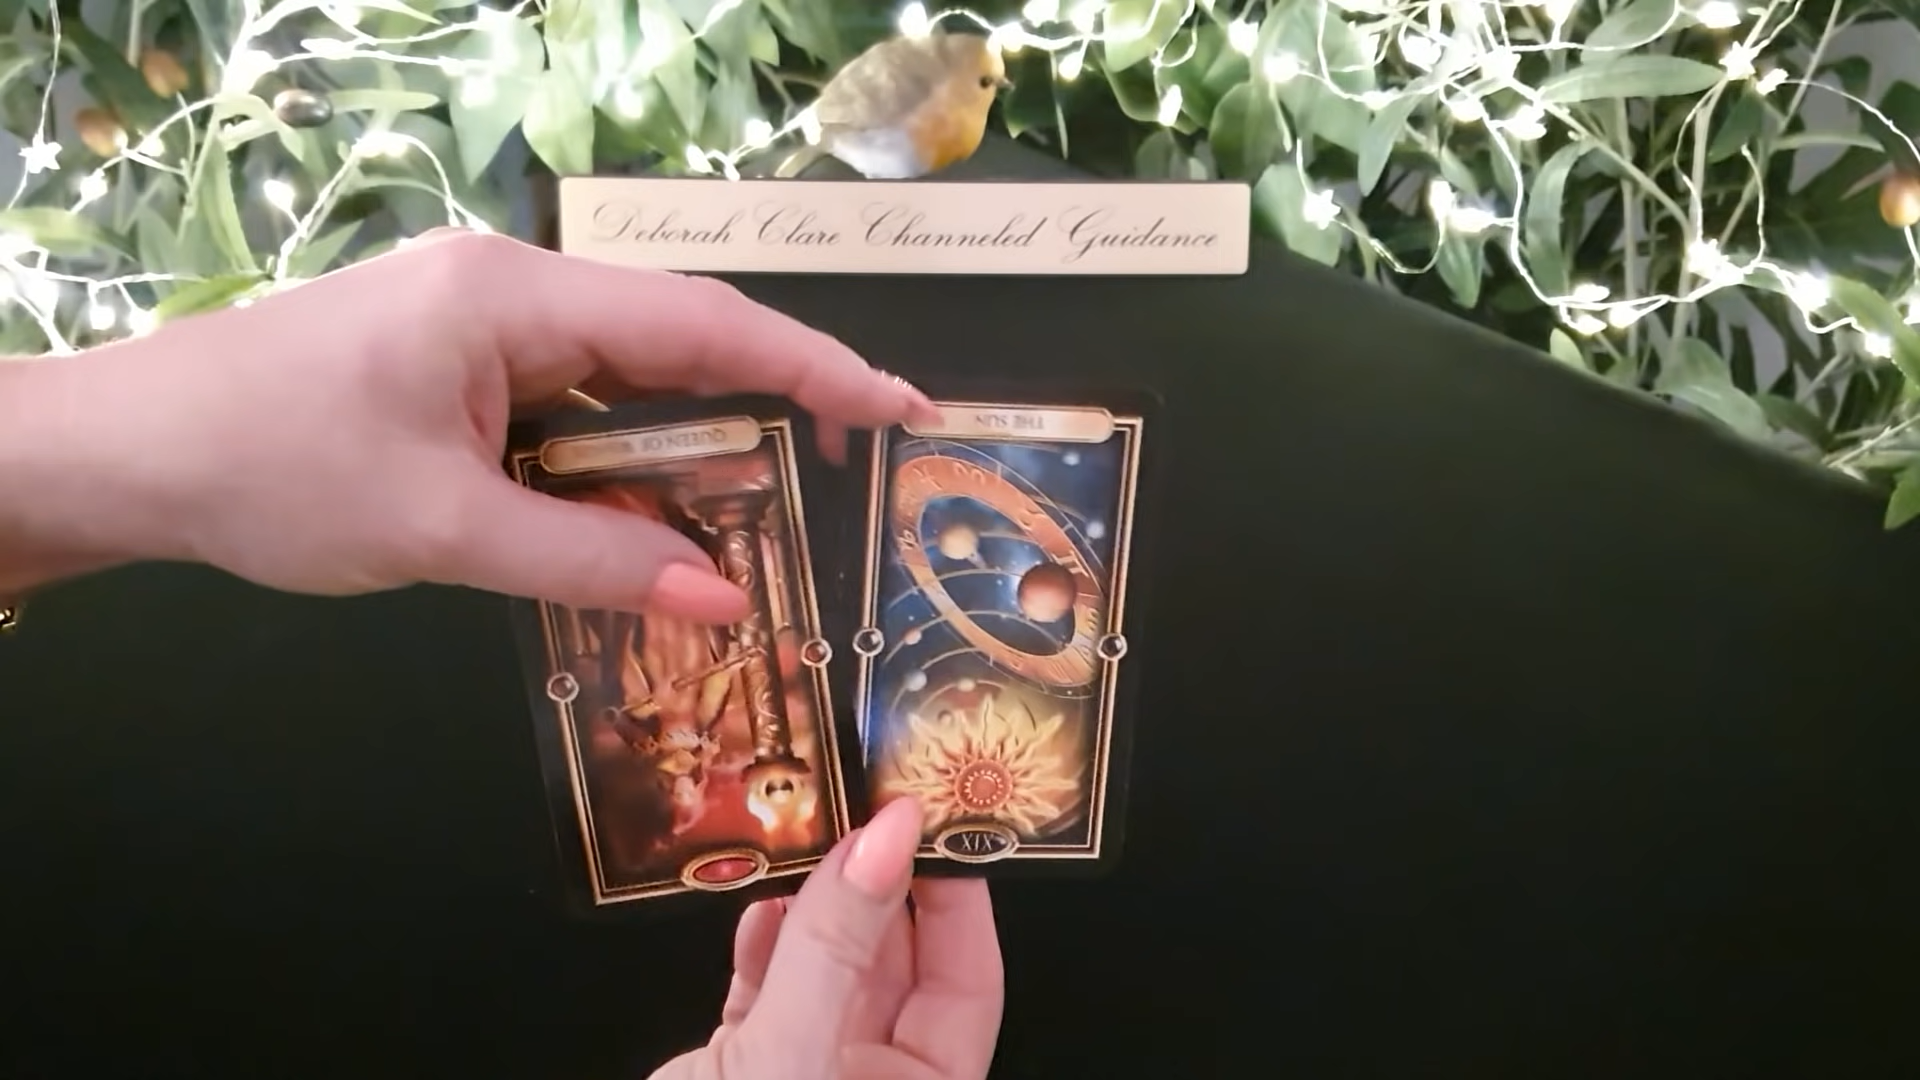 Deborah Clare Channeled Guidance
QUEEN OF
THE SUN
XIX